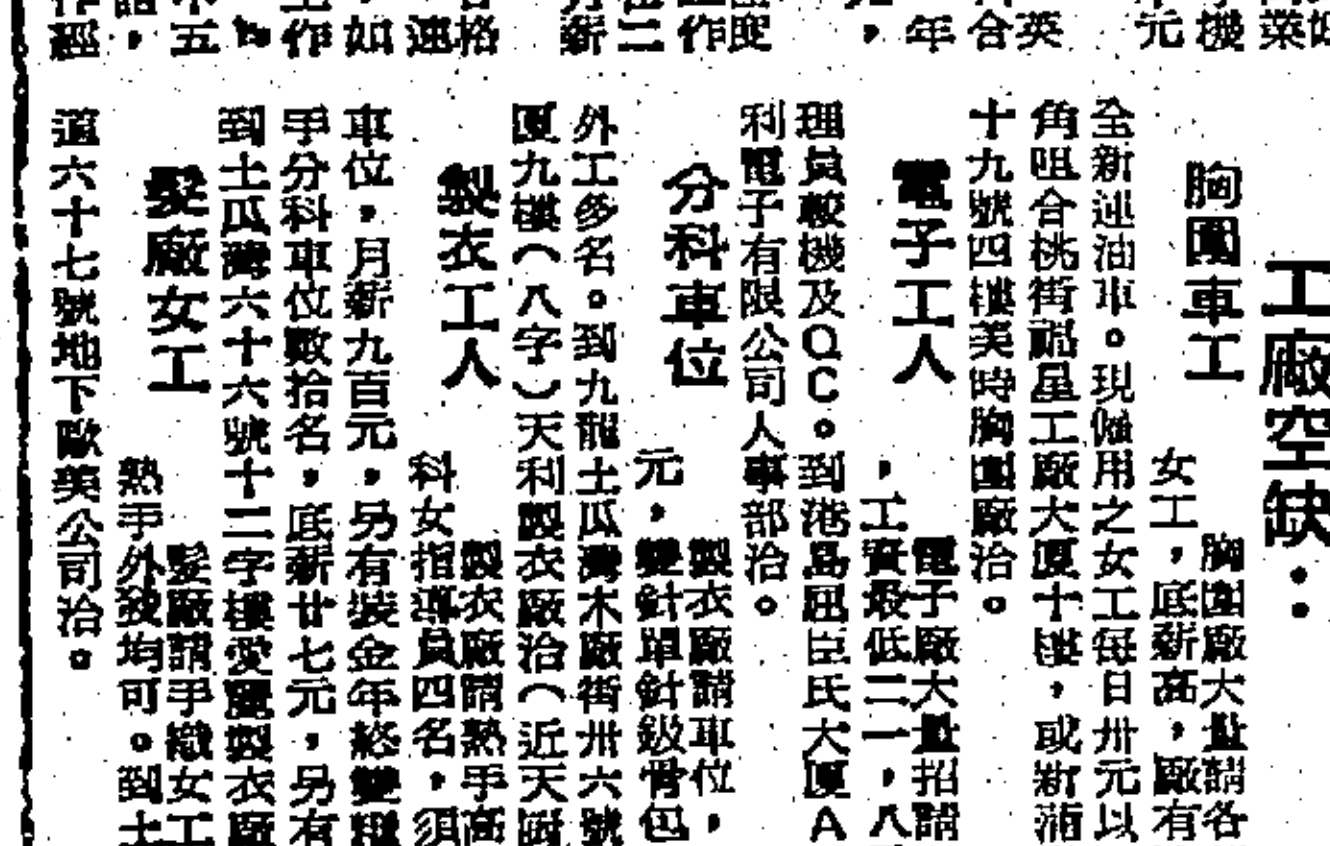 工廠空缺：
胸圍車工
胸圍廠大量請各
女工，底薪高，廠有
全新連油車。現僱用之女工每日卅元以
角咀合桃街福星工廠大厦十樓，或新蒲
十九號四樓美時胸圍廠洽。
電子工人
電子廠大量招請
，工資最低二一，八
理員較機及QC。到港島屈臣氏大厦A
利電子有限公司人事部洽。
分科車位
製衣廠請車位，
元，雙針單針鈒骨包
外工多名。到九龍土瓜灣木廠街卅六號
厦九樓（八字）天利製衣廠洽（近天厨
製衣工人
製衣廠請熟手高
科女指導員四名，須
車位，月薪九百元，另有裝金年終雙糧
手分科車位數拾名，底薪廿七元，另有
到土瓜灣六十六號十二字樓愛麗製衣廠
髮廠女工
髮廠請手織女工
熟手外發均可。到土
道六十七號地下歐美公司洽。